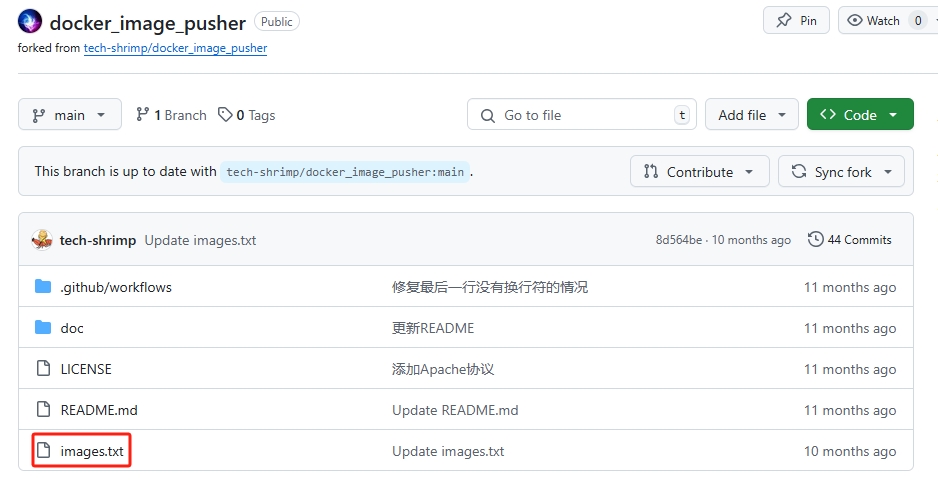 docker_image_pusher Public Pin Watch 0
forked from tech-shrimp/docker_image_pusher
main 1 Branch 0 Tags Go to file t Add file Code
This branch is up to date with tech-shrimp/docker_image_pusher:main . Contribute Sync fork
tech-shrimp Update images.txt 8d564be · 10 months ago 44 Commits
.github/workflows 修复最后一行没有换行符的情况 11 months ago
doc 更新README 11 months ago
LICENSE 添加Apache协议 11 months ago
README.md Update README.md 11 months ago
images.txt Update images.txt 10 months ago